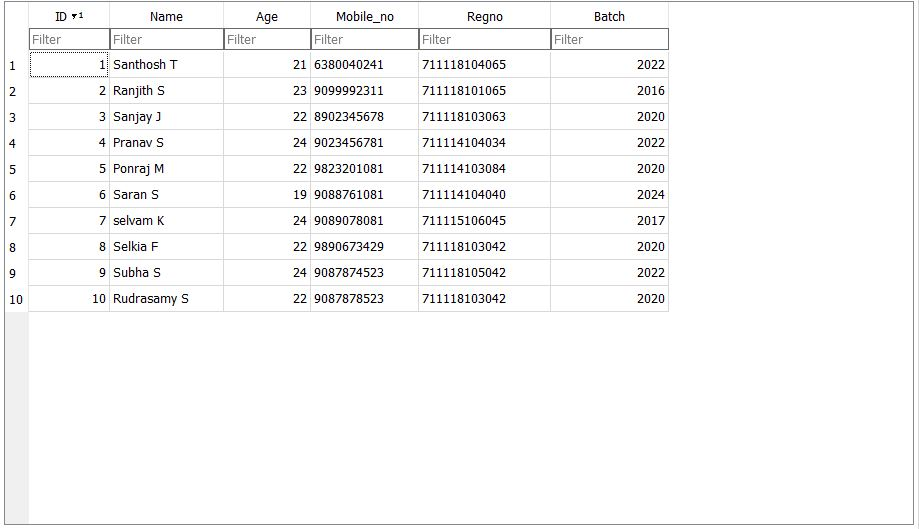 ID ▼1 Name Age Mobile_no Regno Batch
Filter Filter Filter Filter Filter Filter
1 1 Santhosh T 21 6380040241 711118104065 2022
2 2 Ranjith S 23 9099992311 711118101065 2016
3 3 Sanjay J 22 8902345678 711118103063 2020
4 4 Pranav S 24 9023456781 711114104034 2022
5 5 Ponraj M 22 9823201081 711114103084 2020
6 6 Saran S 19 9088761081 711114104040 2024
7 7 selvam K 24 9089078081 711115106045 2017
8 8 Selkia F 22 9890673429 711118103042 2020
9 9 Subha S 24 9087874523 711118105042 2022
10 10 Rudrasamy S 22 9087878523 711118103042 2020